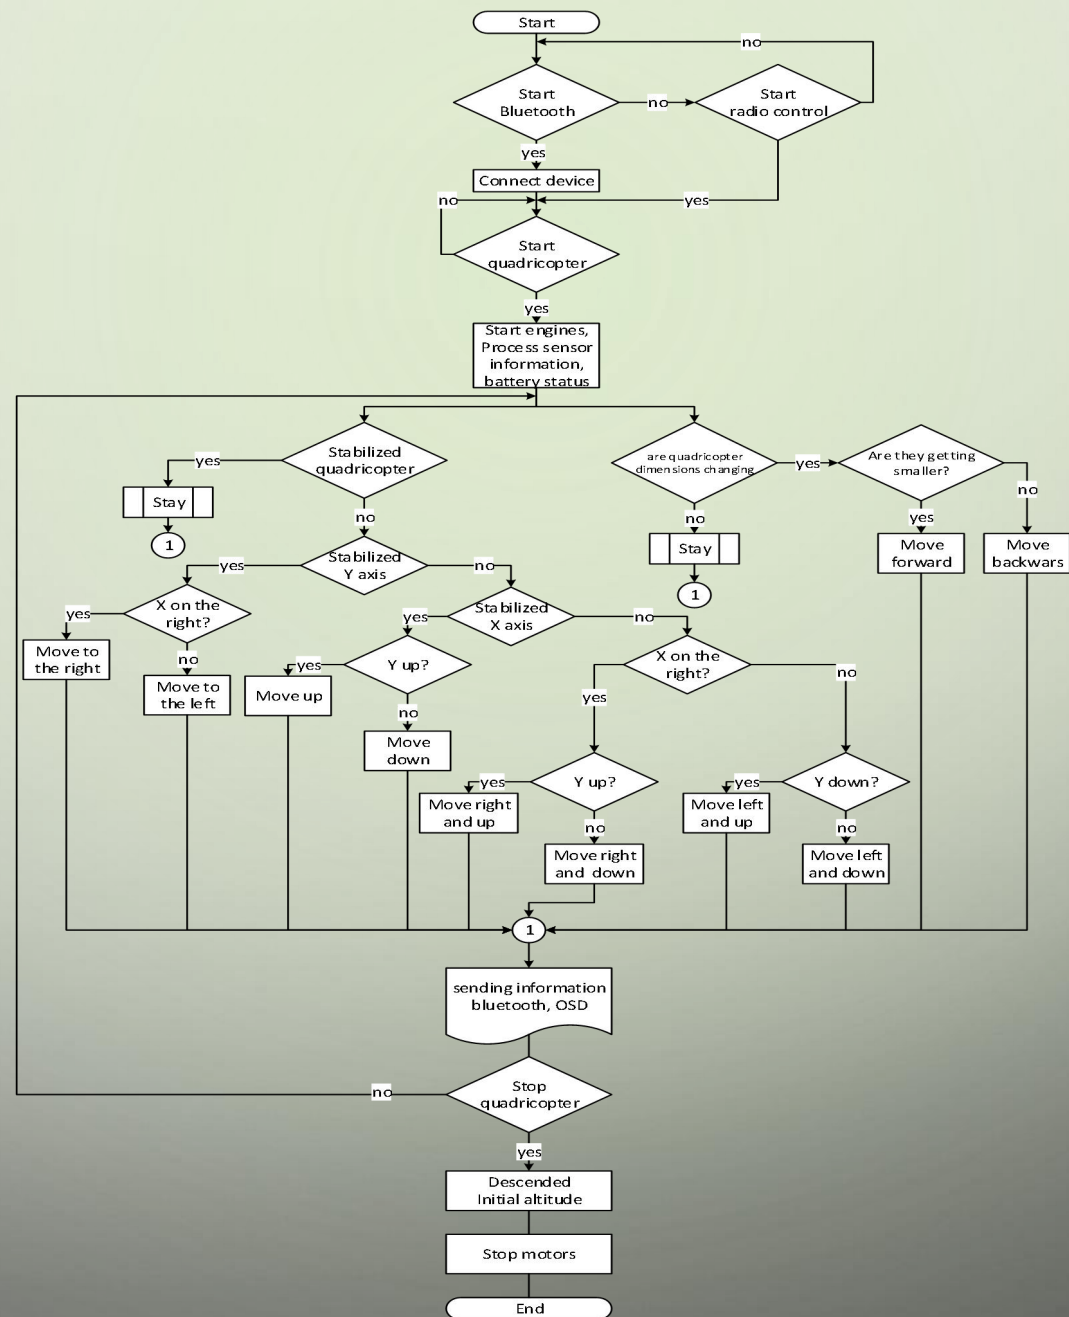 Start
no
Start
Bluetooth
no
Start
radio control
yes
Connect device
no
yes
Start
quadricopter
yes
Start engines,
Process sensor
information,
battery status
Stabilized
quadricopter
are quadricopter
dimensions changing
Are they getting
smaller?
yes
yes
no
Stay
no
no
yes
1
Stabilized
Y axis
Stay
Move
forward
Move
backwars
yes
no
1
X on the
right?
Stabilized
X axis
yes
yes
no
Move to
the right
no
Y up?
X on the
right?
yes
no
Move to
the left
Move up
yes
no
Move
down
Y up?
Y down?
yes
yes
Move right
and up
Move left
and up
no
no
Move right
and down
Move left
and down
1
sending information
bluetooth, OSD
Stop
quadricopter
no
yes
Descended
Initial altitude
Stop motors
End